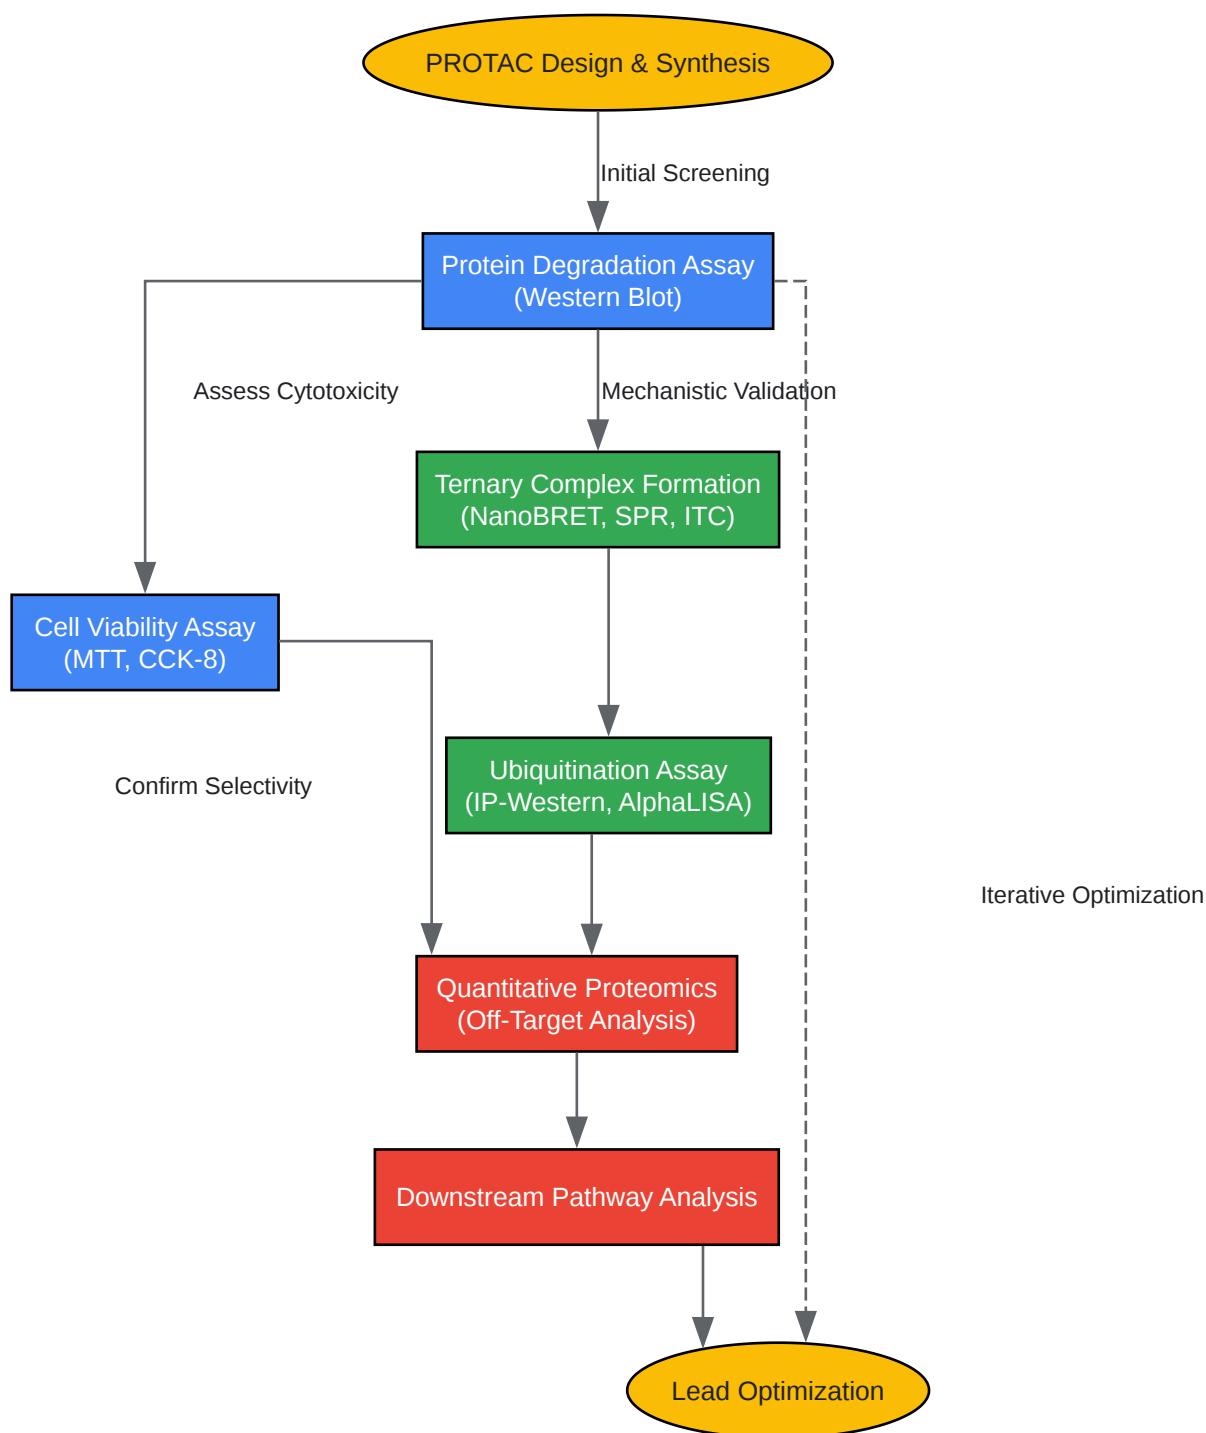 PROTAC Design & Synthesis
Initial Screening
Protein Degradation Assay
(Western Blot)
Assess Cytotoxicity
Mechanistic Validation
Ternary Complex Formation
(NanoBRET, SPR, ITC)
Cell Viability Assay
(MTT, CCK-8)
Confirm Selectivity
Ubiquitination Assay
(IP-Western, AlphaLISA)
Iterative Optimization
Quantitative Proteomics
(Off-Target Analysis)
Downstream Pathway Analysis
Lead Optimization